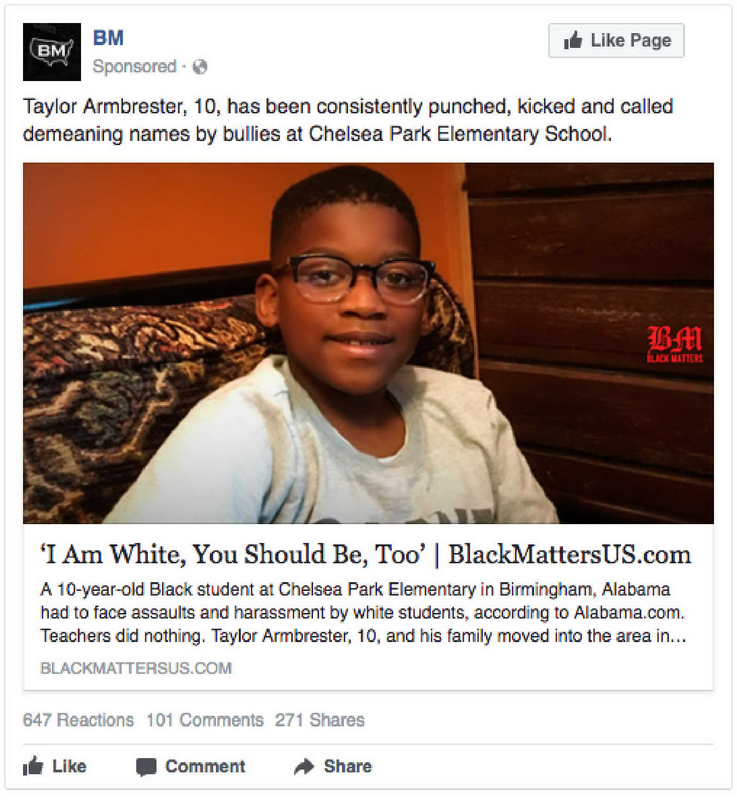 BM
BM
Like Page
Sponsored ·
Taylor Armbrester, 10, has been consistently punched, kicked and called
demeaning names by bullies at Chelsea Park Elementary School.
BM
BLACK MATTERS
‘I Am White, You Should Be, Too’ | BlackMattersUS.com
A 10-year-old Black student at Chelsea Park Elementary in Birmingham, Alabama
had to face assaults and harassment by white students, according to Alabama.com.
Teachers did nothing. Taylor Armbrester, 10, and his family moved into the area in...
BLACKMATTERSUS.COM
647 Reactions 101 Comments 271 Shares
Like Comment Share